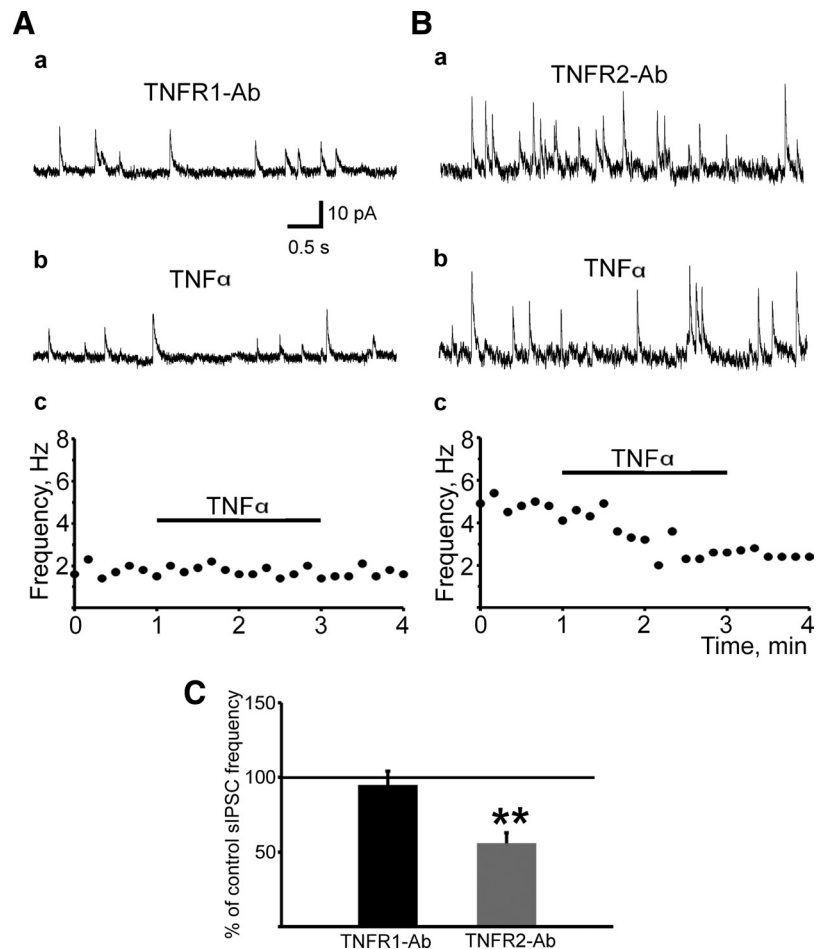 A
a
TNFR1-Ab
10 pA
0.5 s
b
TNFα
c
8
6
4
2
Frequency, Hz
TNFα
0 1 2 3 4
B
a
TNFR2-Ab
b
TNFα
c
8
6
4
2
Frequency, Hz
TNFα
0 1 2 3 4
Time, min
C
150
100
50
% of control sIPSC frequency
**
TNFR1-Ab TNFR2-Ab